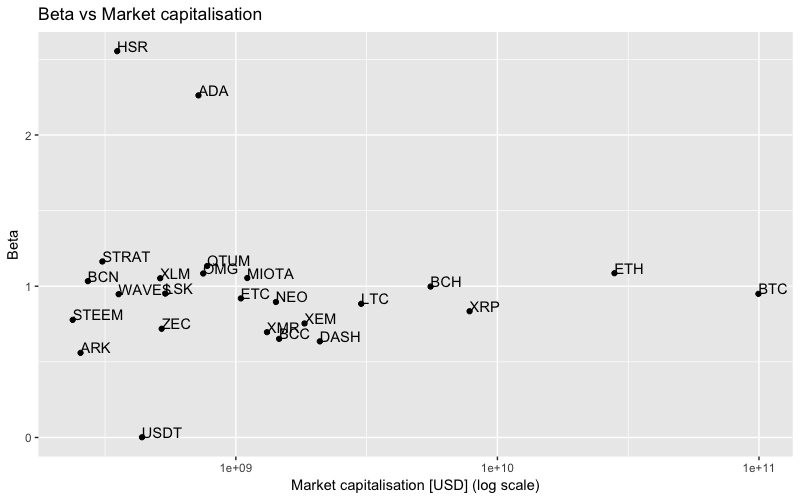 Beta vs Market capitalisation
HSR
ADA
2
STRAT
QTUM
OMG
BCN
XLM
MIOTA
ETH
1
WAVES
LSK
ETC
NEO
LTC
BCH
XRP
BTC
STEEM
ZEC
XMR
XEM
BCC
DASH
ARK
USDT
0
Beta
1e+09
1e+10
1e+11
Market capitalisation [USD] (log scale)